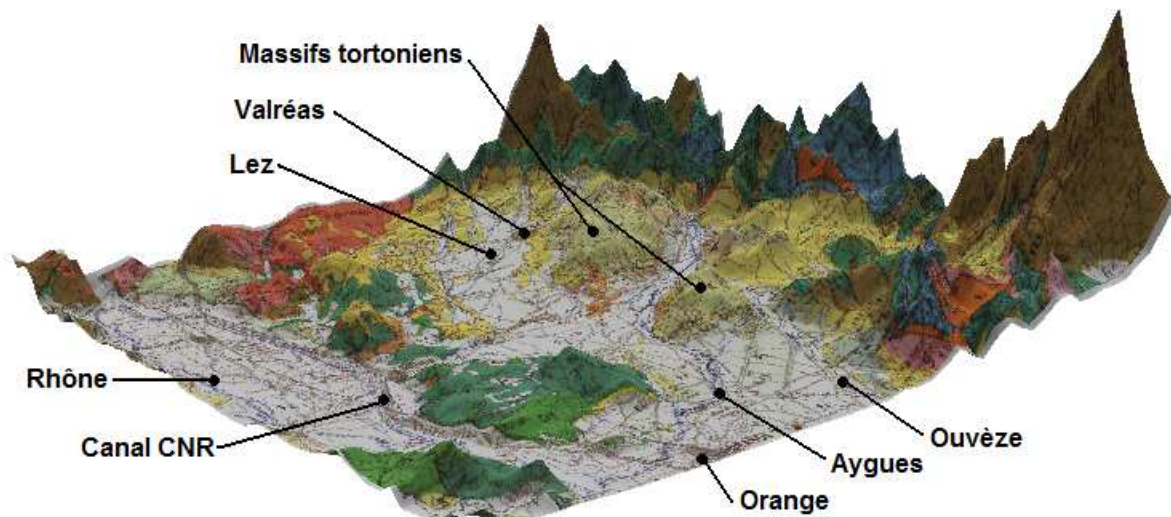 Massifs tortoniens
Valréas
Lez
Rhône
Canal CNR
Ouvèze
Aygues
Orange